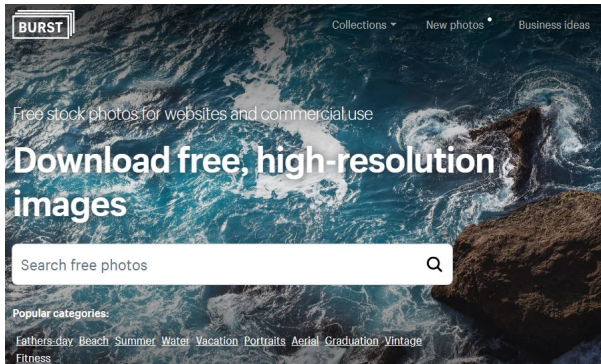 BURST
Collections New photos Business ideas
Free stock photos for websites and commercial use
Download free, high-resolution
images
Search free photos
Popular categories:
Fathers-day Beach Summer Water Vacation Portraits Aerial Graduation Vintage
Fitness